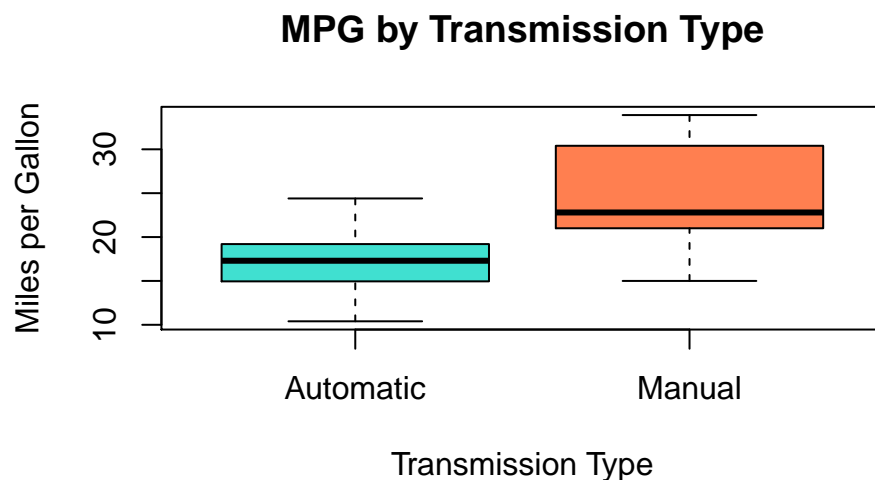 MPG by Transmission Type
Miles per Gallon
30
20
10
Automatic
Manual
Transmission Type